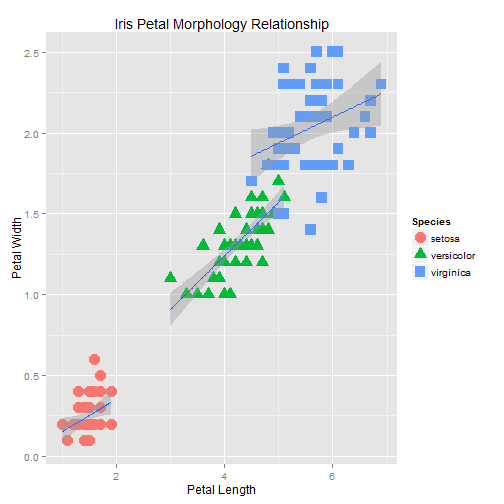 Iris Petal Morphology Relationship
2.5
2.0
1.5
1.0
0.5
0.0
Petal Width
2
4
6
Petal Length
Species
setosa
versicolor
virginica